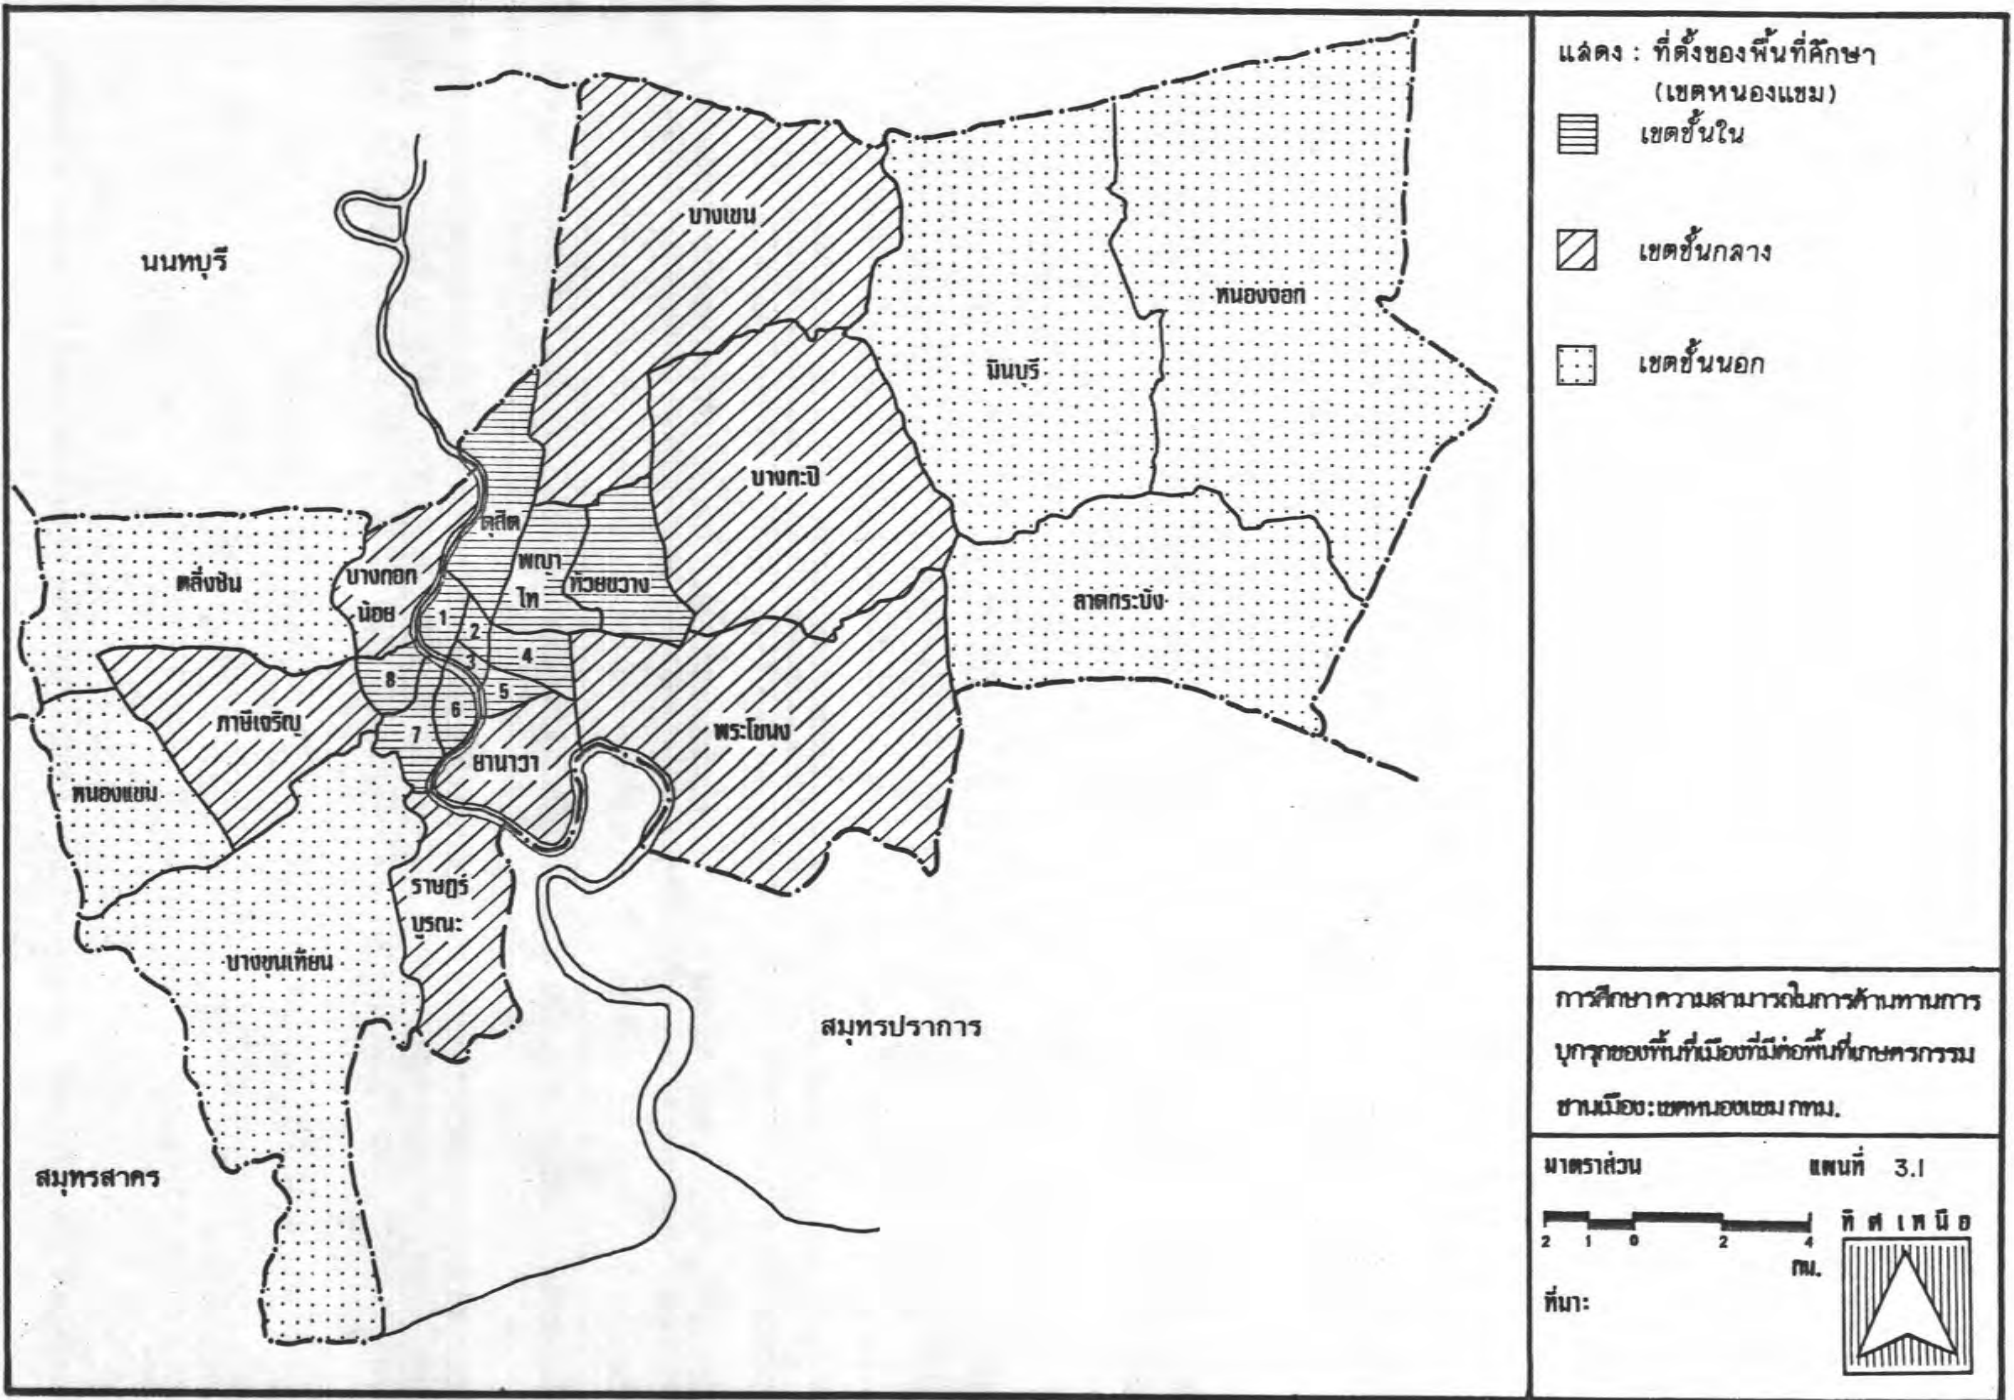 แสดง : ที่ตั้งของพื้นที่ศึกษา
(เขตหนองแขม)
เขตชั้นใน
เขตชั้นกลาง
เขตชั้นนอก
นนทบุรี
บางเขน
หนองจอก
มีนบุรี
บางกะปิ
ดุสิต
พญา
ไท
ห้วยขวาง
ตลิ่งชัน
บางกอก
น้อย
ลาดกระบัง
1
2
3
4
5
6
7
8
ภาษีเจริญ
พระโขนง
ยานาวา
หนองแขม
ราษฎร์
บูรณะ
บางขุนเทียน
สมุทรปราการ
สมุทรสาคร
การศึกษาความสามารถในการต้านทานการ
บุกรุกของพื้นที่เมืองที่มีต่อพื้นที่เกษตรกรรม
ชานเมือง:เขตหนองแขม กทม.
มาตราส่วน
แผนที่ 3.1
2 1 0 2 4
กม.
ทิศเหนือ
ที่มา: